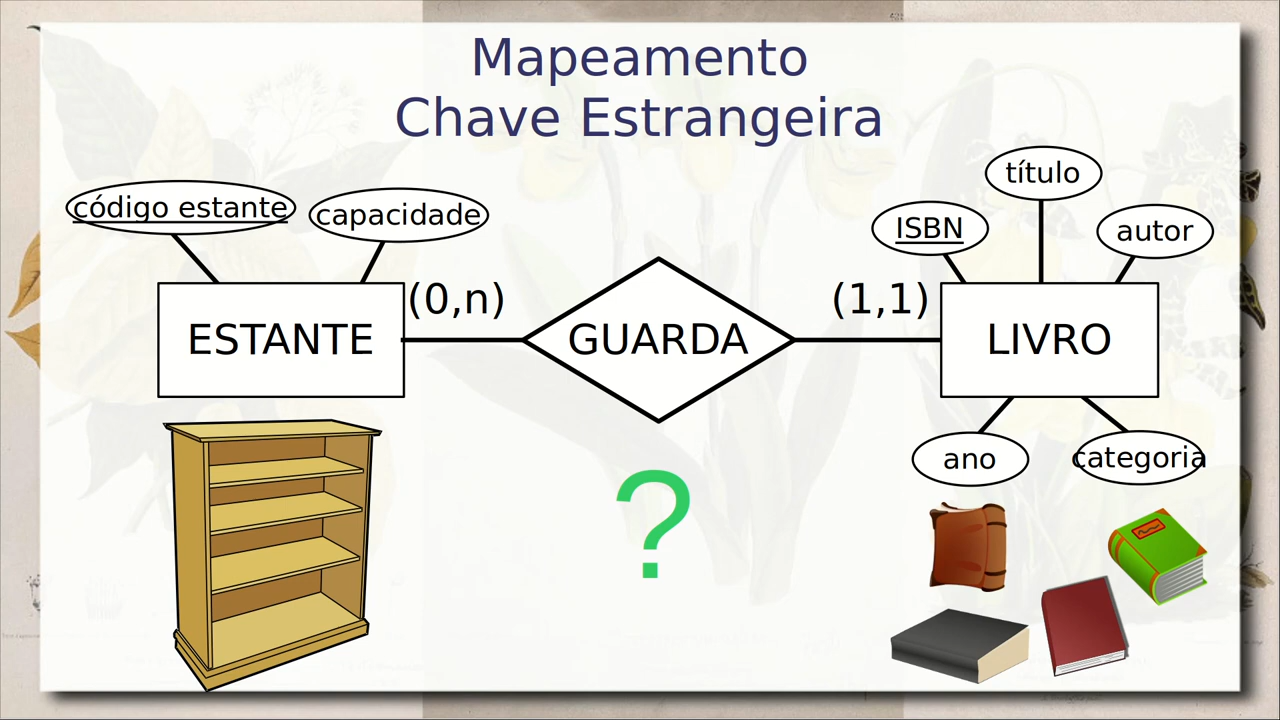 Mapeamento
Chave Estrangeira
código estante
capacidade
ISBN
título
autor
ESTANTE
(0,n)
GUARDA
(1,1)
LIVRO
ano
categoria
?